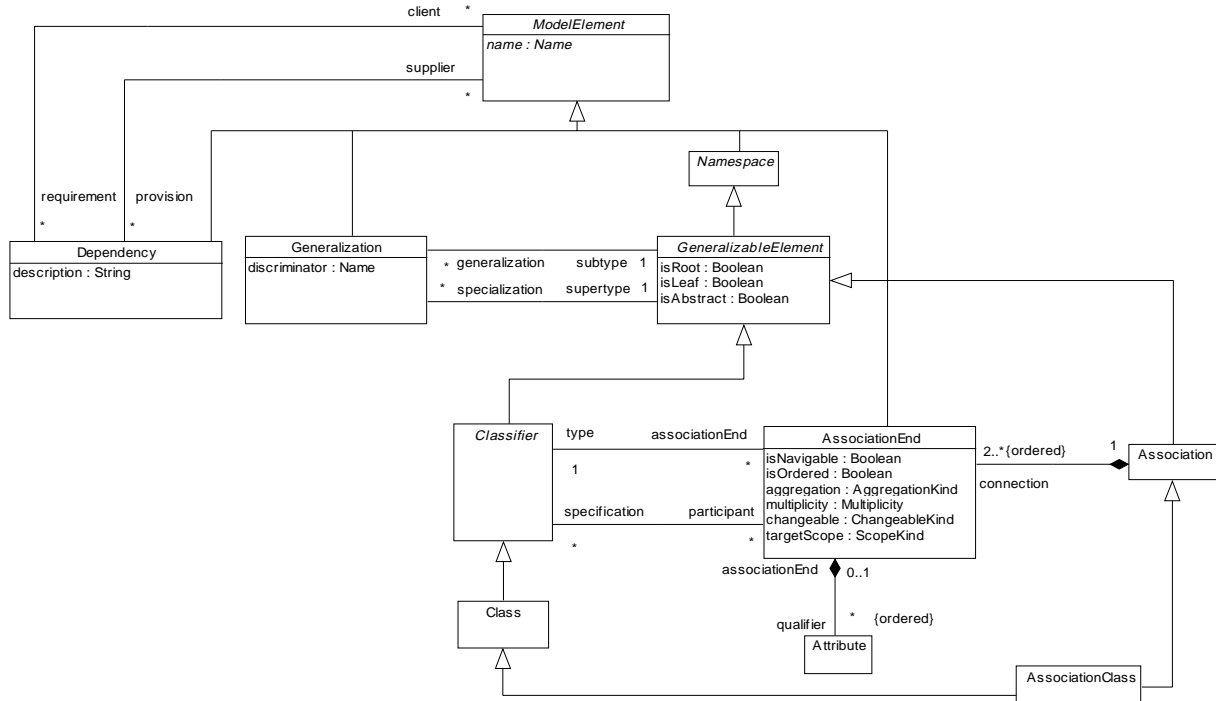 client *
ModelElement
name : Name
supplier
*
Namespace
requirement provision
* *
Dependency
description : String
Generalization
discriminator : Name
GeneralizableElement
isRoot : Boolean
isLeaf : Boolean
isAbstract : Boolean
* generalization subtype 1
* specialization supertype 1
Classifier
type associationEnd
1 *
specification participant
* *
AssociationEnd
isNavigable : Boolean
isOrdered : Boolean
aggregation : AggregationKind
multiplicity : Multiplicity
changeable : ChangeableKind
targetScope : ScopeKind
2..* {ordered} 1
connection
Association
associationEnd 0..1
Class
* {ordered}
qualifier
Attribute
AssociationClass